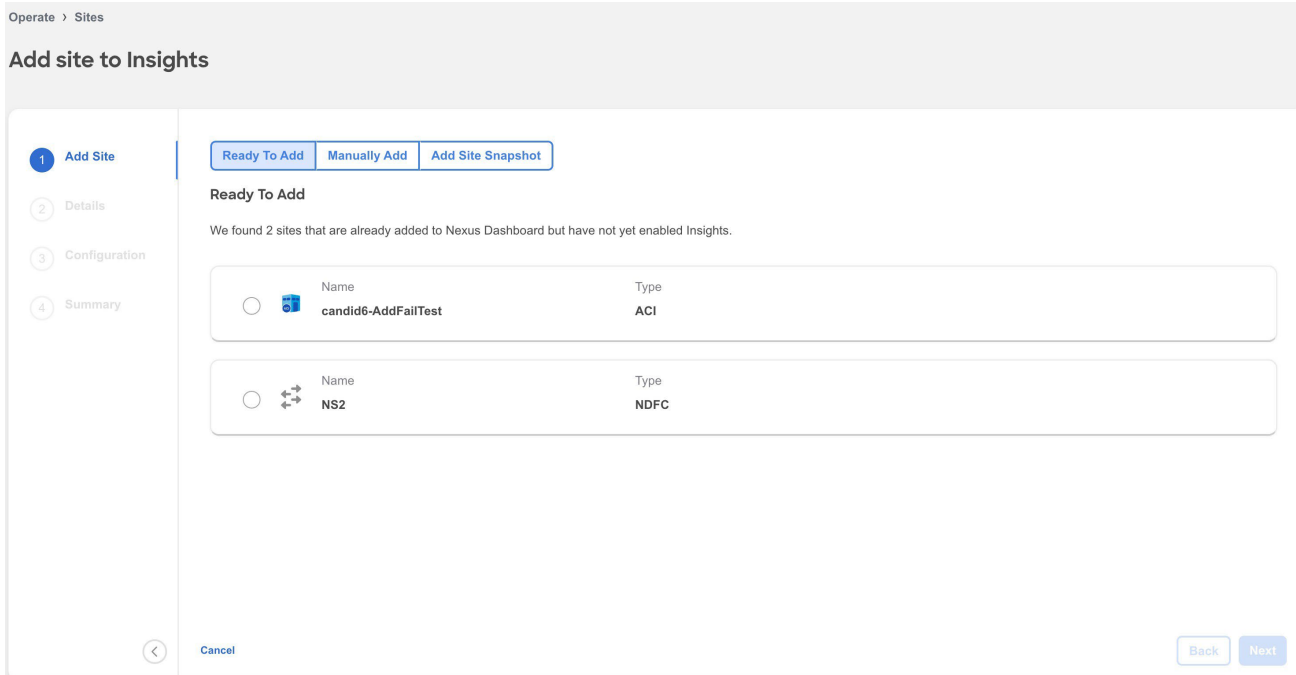 Operate > Sites
Add site to Insights
1 Add Site
2 Details
3 Configuration
4 Summary
Ready To Add Manually Add Add Site Snapshot
Ready To Add
We found 2 sites that are already added to Nexus Dashboard but have not yet enabled Insights.
Name Type
candid6-AddFailTest ACI
Name Type
NS2 NDFC
Cancel Back Next